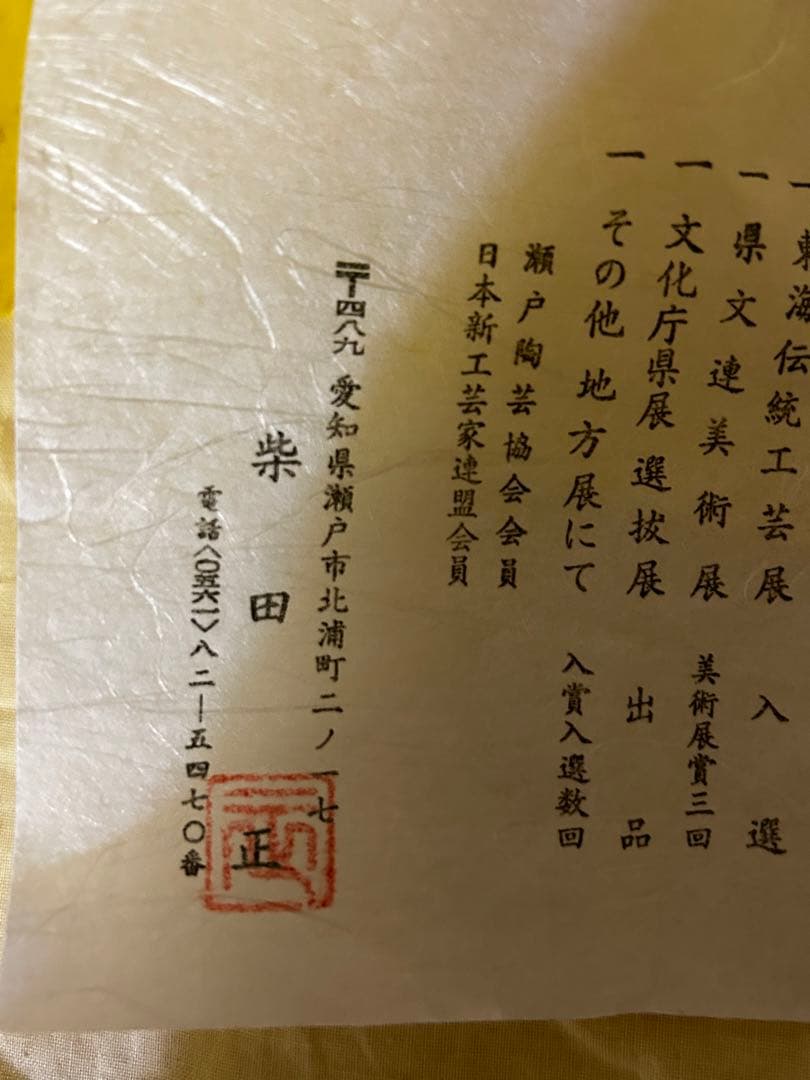 一 東海伝統工芸展 入選
一 県文連美術展 美術展賞三回
一 文化庁県展選抜展 出品
一 その他地方展にて 入賞入選数回
瀬戸陶芸協会会員
日本新工芸家連盟会員
〒四八九 愛知県瀬戸市北浦町二ノ一七
柴田正
電話〈〇五六一〉八二―五四七〇番